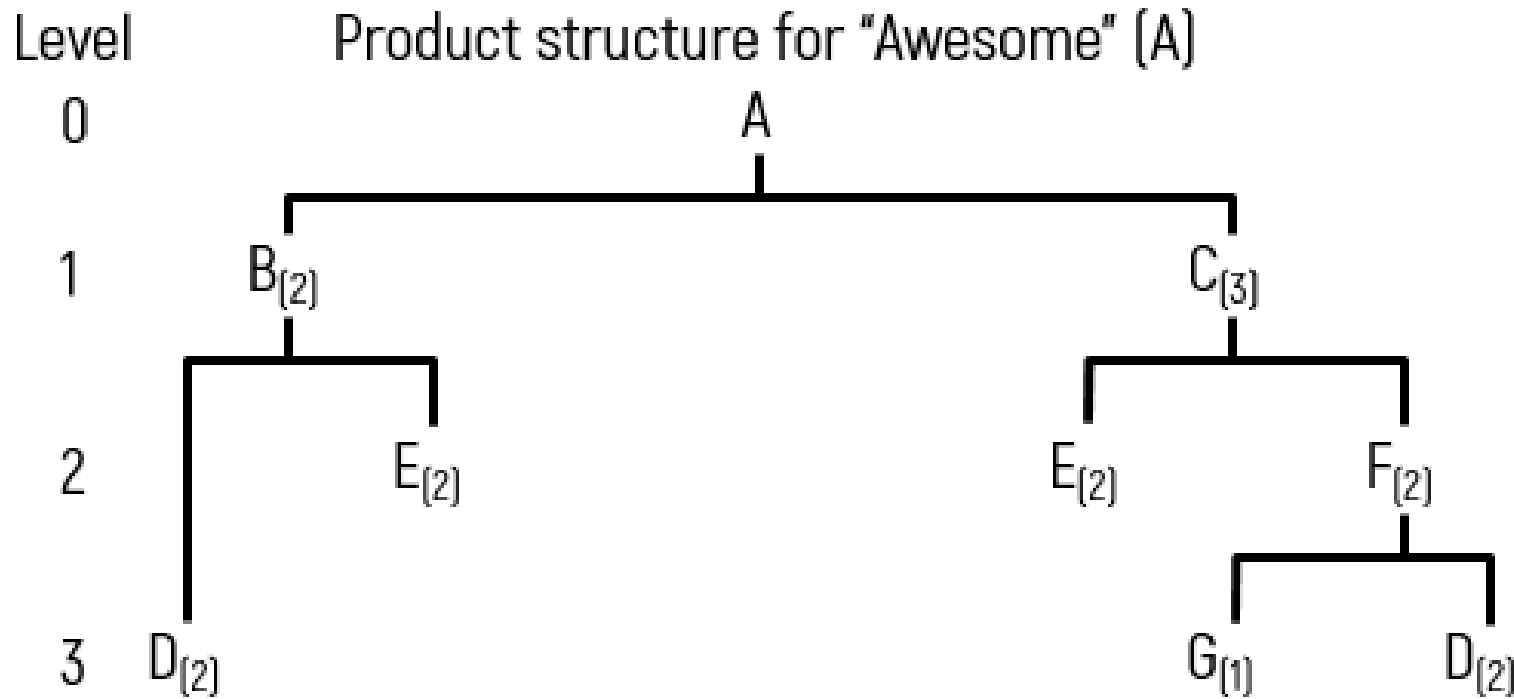 Level Product structure for “Awesome” (A)
0 A
1 B(2) C(3)
2 E(2) E(2) F(2)
3 D(2) G(1) D(2)